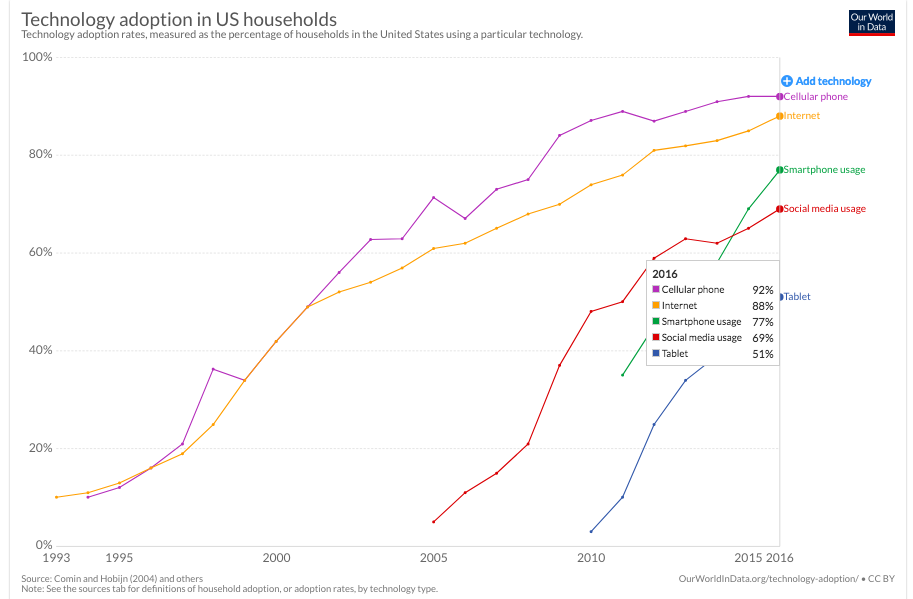 Technology adoption in US households
Technology adoption rates, measured as the percentage of households in the United States using a particular technology.
Our World
in Data
100%
Add technology
Cellular phone
Internet
80%
Smartphone usage
Social media usage
60%
2016
Cellular phone 92%
Internet 88%
Smartphone usage 77%
Social media usage 69%
Tablet 51%
Tablet
40%
20%
0%
1993 1995 2000 2005 2010 2015 2016
Source: Comin and Hobijn (2004) and others
Note: See the sources tab for definitions of household adoption, or adoption rates, by technology type.
OurWorldInData.org/technology-adoption/ • CC BY